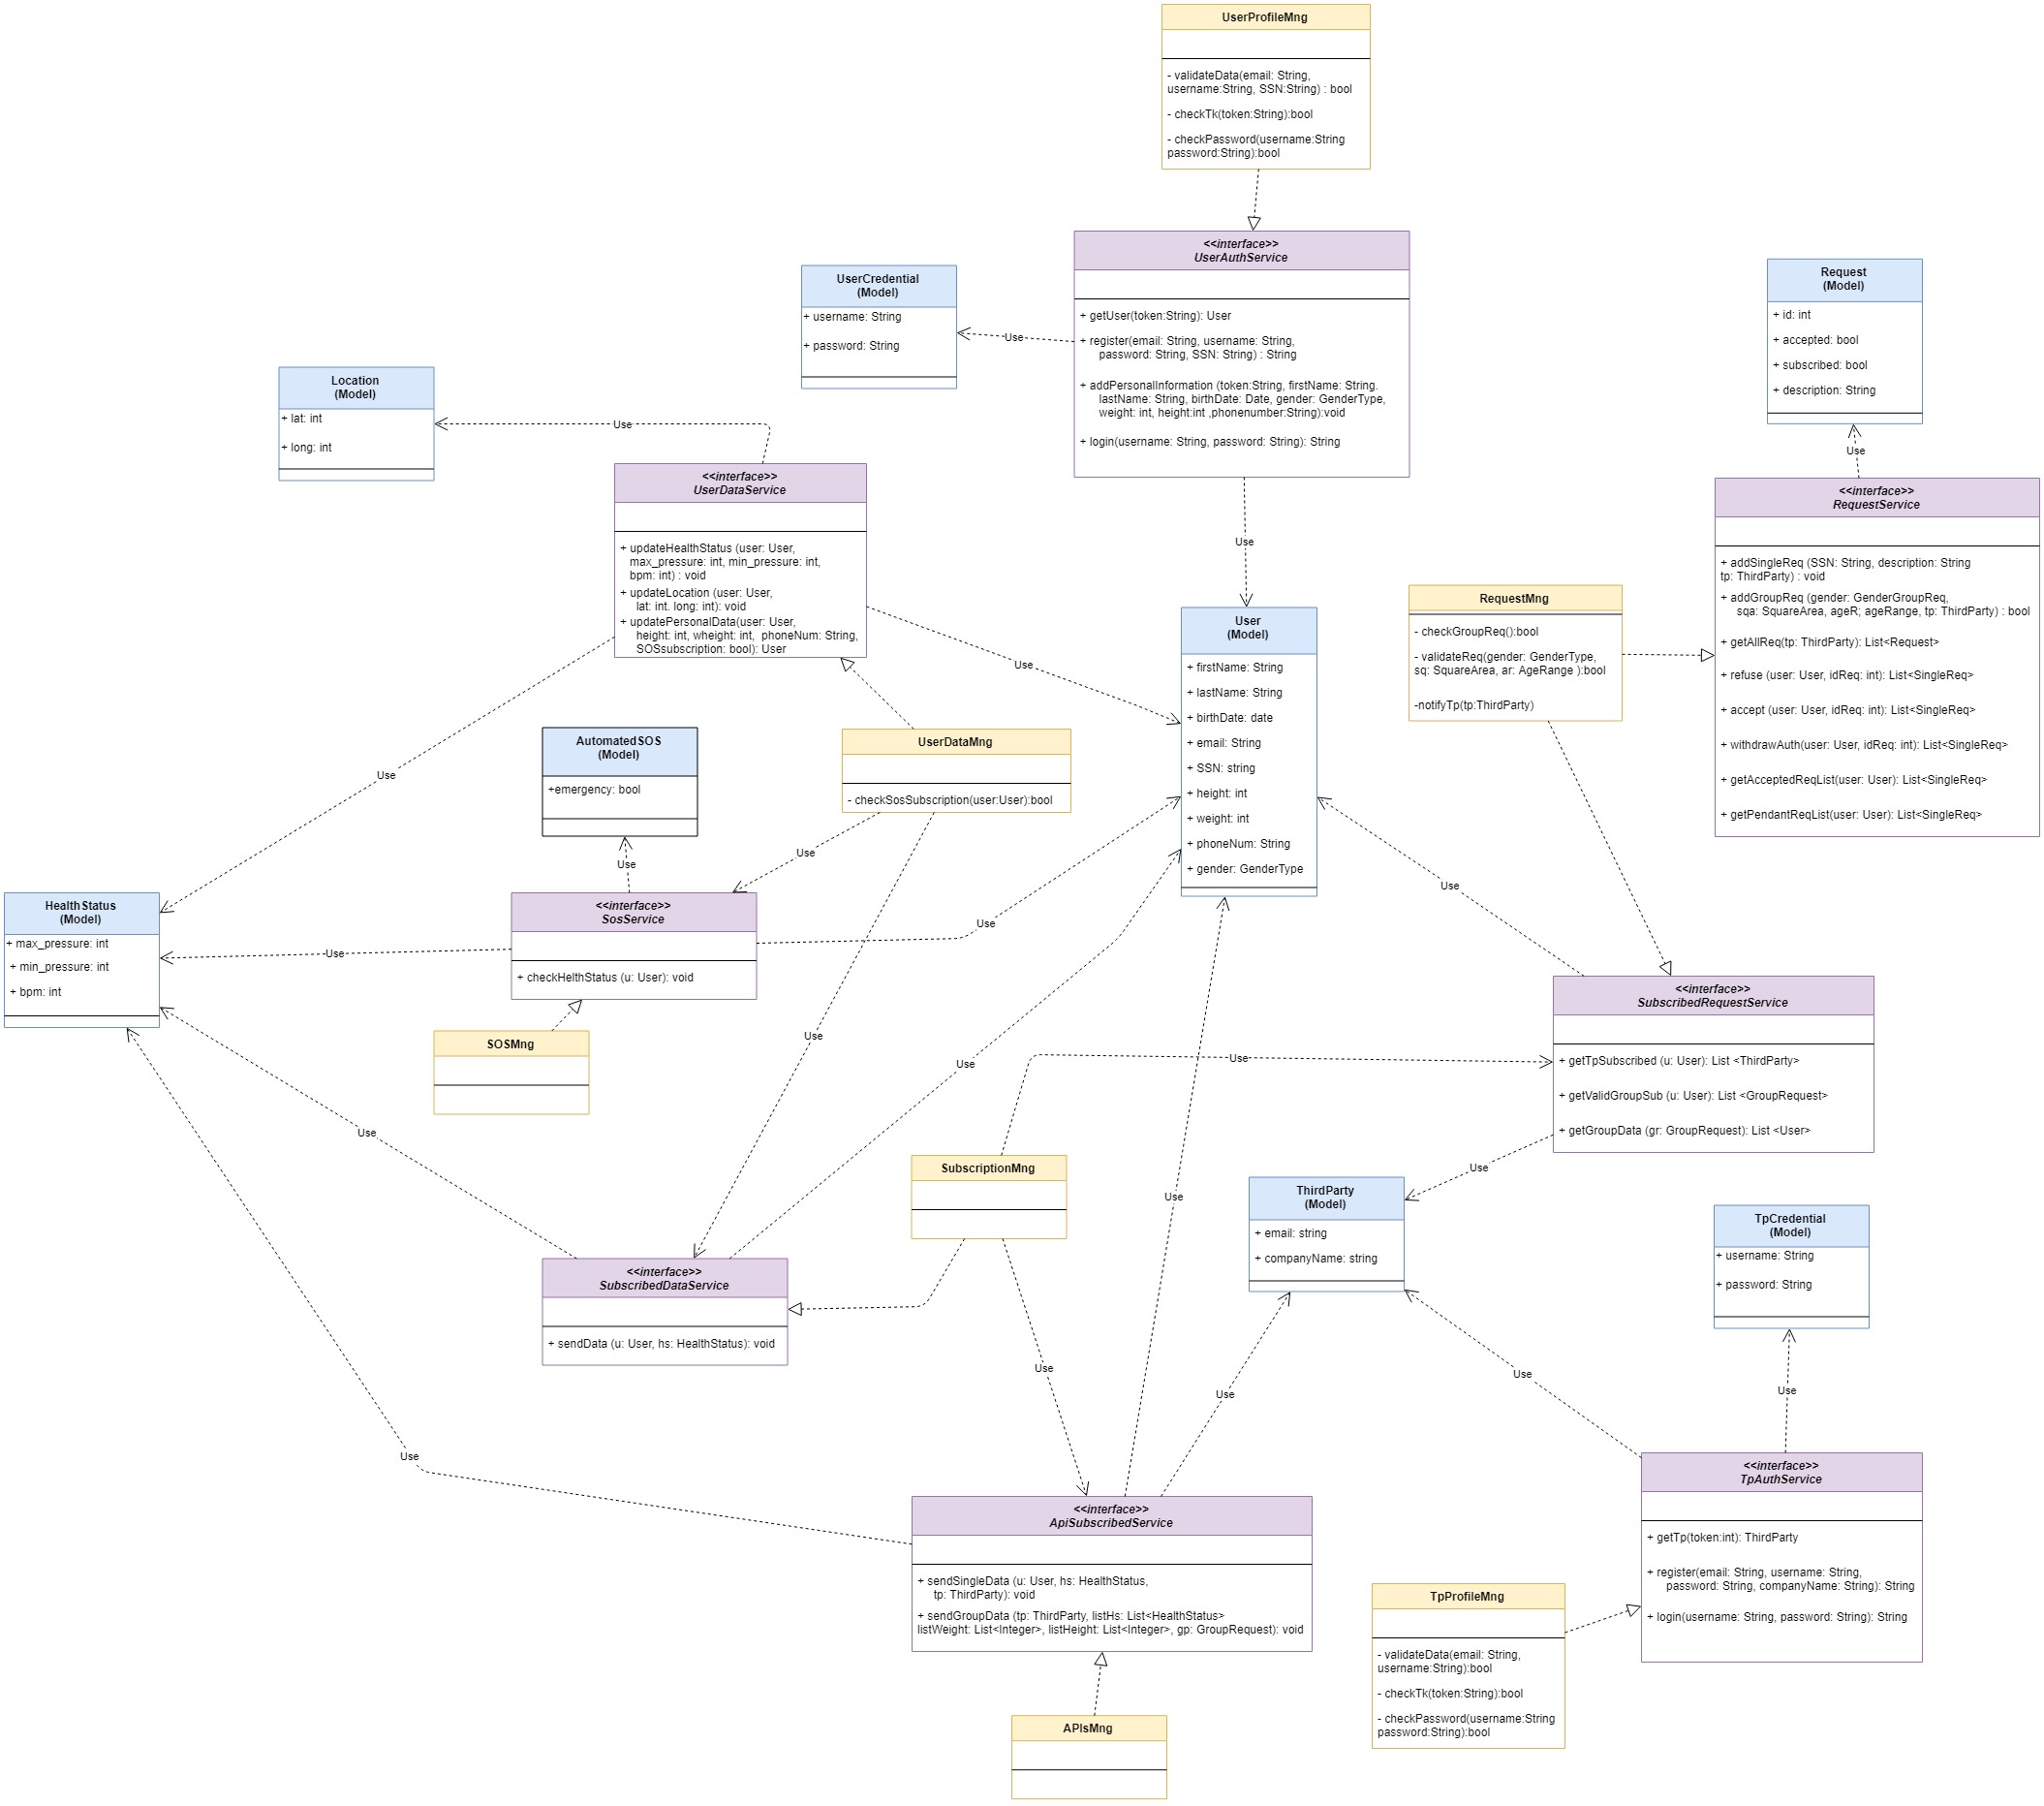 UserProfileMng
- validateData(email: String,
username:String, SSN:String) : bool
- checkTk(token:String):bool
- checkPassword(username:String
password:String):bool
<<interface>>
UserAuthService
+ getUser(token:String): User
+ register(email: String, username: String,
password: String, SSN: String) : String
+ addPersonalInformation (token:String, firstName: String.
lastName: String, birthDate: Date, gender: GenderType,
weight: int, height:int ,phonenumber:String):void
+ login(username: String, password: String): String
UserCredential
(Model)
+ username: String
+ password: String
Use
Request
(Model)
+ id: int
+ accepted: bool
+ subscribed: bool
+ description: String
Use
Location
(Model)
+ lat: int
+ long: int
Use
<<interface>>
UserDataService
+ updateHealthStatus (user: User,
max_pressure: int, min_pressure: int,
bpm: int) : void
+ updateLocation (user: User,
lat: int. long: int): void
+ updatePersonalData(user: User,
height: int, wheight: int, phoneNum: String,
SOSsubscription: bool): User
<<interface>>
RequestService
+ addSingleReq (SSN: String, description: String
tp: ThirdParty) : void
+ addGroupReq (gender: GenderGroupReq,
sqa: SquareArea, ageR; ageRange, tp: ThirdParty) : bool
+ getAllReq(tp: ThirdParty): List<Request>
+ refuse (user: User, idReq: int): List<SingleReq>
+ accept (user: User, idReq: int): List<SingleReq>
+ withdrawAuth(user: User, idReq: int): List<SingleReq>
+ getAcceptedReqList(user: User): List<SingleReq>
+ getPendantReqList(user: User): List<SingleReq>
Use
RequestMng
- checkGroupReq():bool
- validateReq(gender: GenderType,
sq: SquareArea, ar: AgeRange ):bool
-notifyTp(tp:ThirdParty)
User
(Model)
+ firstName: String
+ lastName: String
+ birthDate: date
+ email: String
+ SSN: string
+ height: int
+ weight: int
+ phoneNum: String
+ gender: GenderType
Use
Use
AutomatedSOS
(Model)
+emergency: bool
UserDataMng
- checkSosSubscription(user:User):bool
Use
Use
Use
HealthStatus
(Model)
+ max_pressure: int
+ min_pressure: int
+ bpm: int
<<interface>>
SosService
+ checkHelthStatus (u: User): void
Use
Use
SOSMng
Use
Use
Use
Use
<<interface>>
SubscribedRequestService
+ getTpSubscribed (u: User): List <ThirdParty>
+ getValidGroupSub (u: User): List <GroupRequest>
+ getGroupData (gr: GroupRequest): List <User>
Use
SubscriptionMng
Use
ThirdParty
(Model)
+ email: string
+ companyName: string
TpCredential
(Model)
+ username: String
+ password: String
<<interface>>
SubscribedDataService
+ sendData (u: User, hs: HealthStatus): void
Use
Use
Use
Use
Use
Use
<<interface>>
TpAuthService
+ getTp(token:int): ThirdParty
+ register(email: String, username: String,
password: String, companyName: String): String
+ login(username: String, password: String): String
<<interface>>
ApiSubscribedService
+ sendSingleData (u: User, hs: HealthStatus,
tp: ThirdParty): void
+ sendGroupData (tp: ThirdParty, listHs: List<HealthStatus>
listWeight: List<Integer>, listHeight: List<Integer>, gp: GroupRequest): void
TpProfileMng
- validateData(email: String,
username:String):bool
- checkTk(token:String):bool
- checkPassword(username:String
password:String):bool
APIsMng